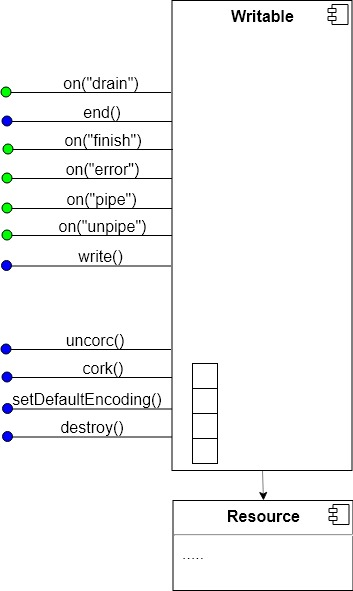 Writable
on("drain")
end()
on("finish")
on("error")
on("pipe")
on("unpipe")
write()
uncorc()
cork()
setDefaultEncoding()
destroy()
Resource
.....